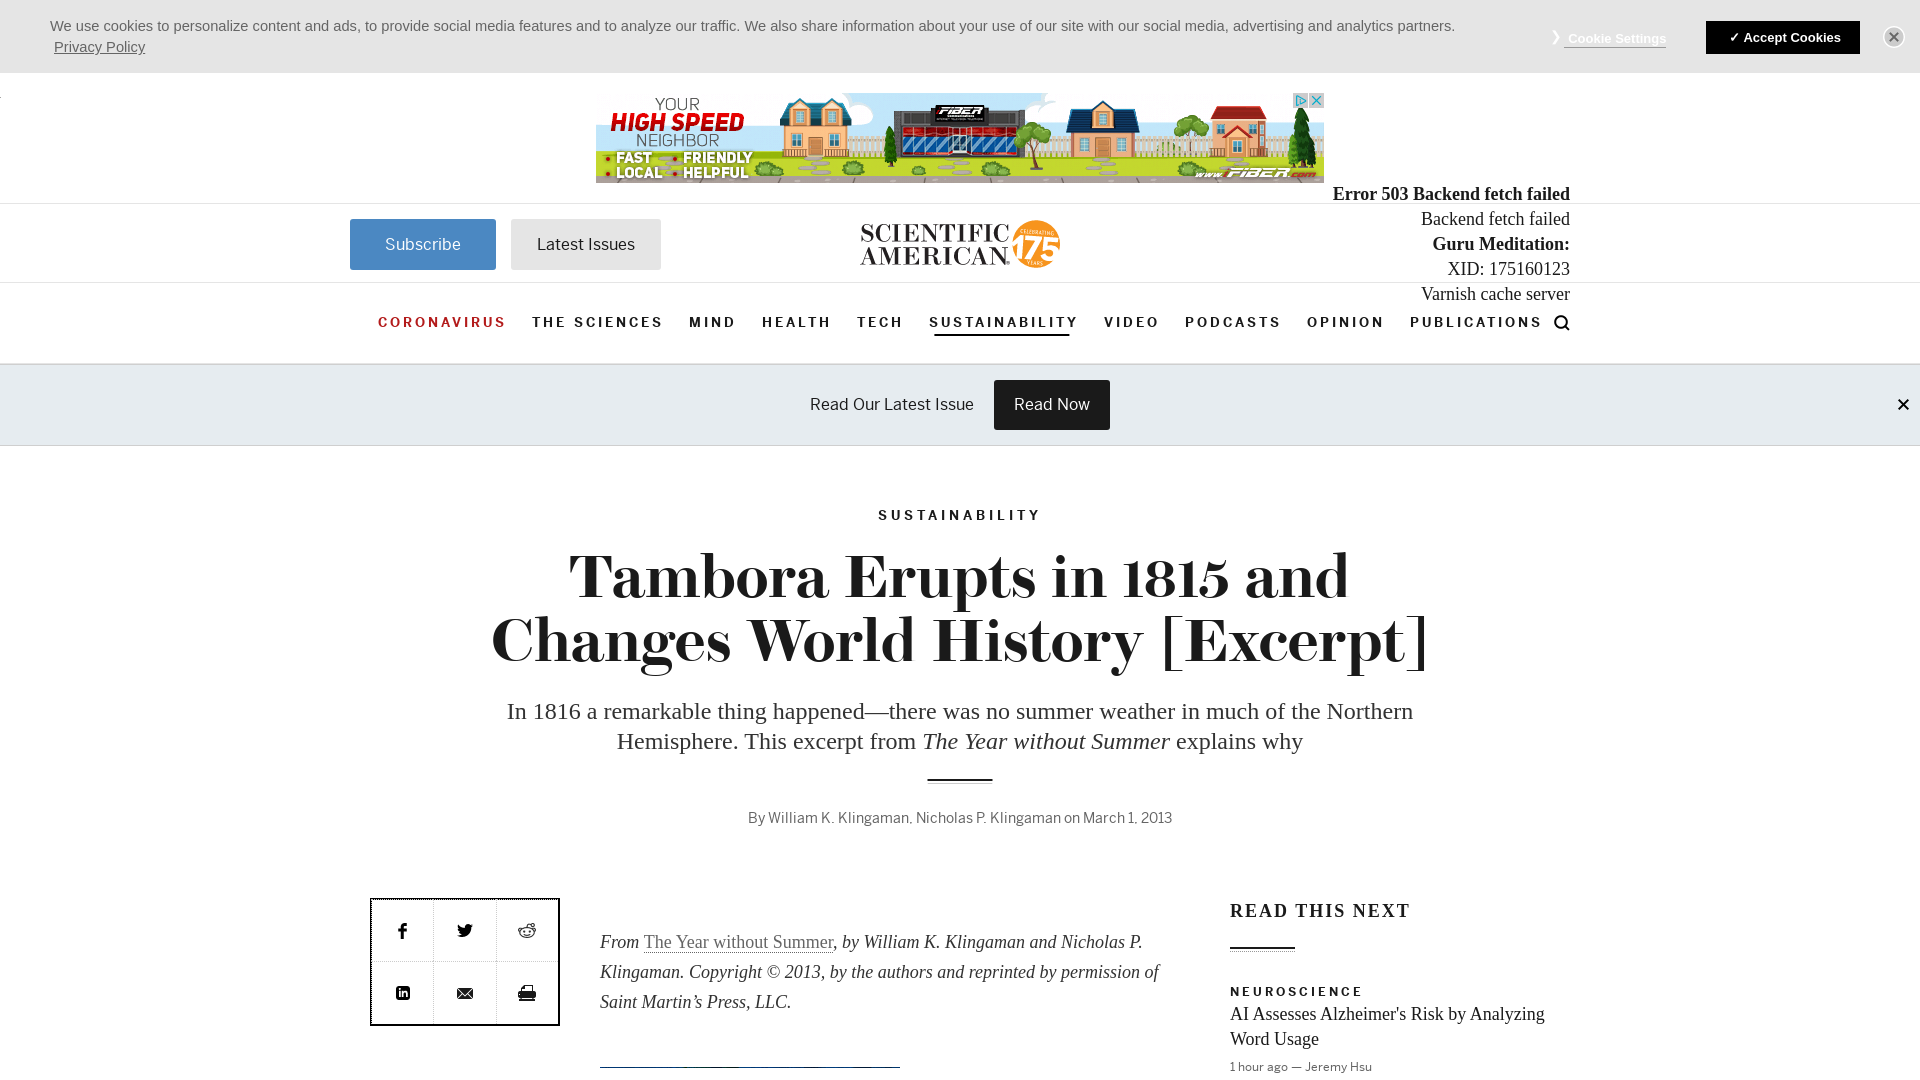 We use cookies to personalize content and ads, to provide social media features and to analyze our traffic. We also share information about your use of our site with our social media, advertising and analytics partners.
Privacy Policy
❯ Cookie Settings
✓ Accept Cookies
YOUR
HIGH SPEED
NEIGHBOR
FAST FRIENDLY
LOCAL HELPFUL
FIBER
www.FIBER.com
Error 503 Backend fetch failed
Backend fetch failed
Guru Meditation:
XID: 175160123
Varnish cache server
Subscribe
Latest Issues
SCIENTIFIC
AMERICAN
CELEBRATING
175
YEARS
CORONAVIRUS THE SCIENCES MIND HEALTH TECH SUSTAINABILITY VIDEO PODCASTS OPINION PUBLICATIONS
Read Our Latest Issue
Read Now
SUSTAINABILITY
Tambora Erupts in 1815 and
Changes World History [Excerpt]
In 1816 a remarkable thing happened—there was no summer weather in much of the Northern
Hemisphere. This excerpt from The Year without Summer explains why
By William K. Klingaman, Nicholas P. Klingaman on March 1, 2013
From The Year without Summer, by William K. Klingaman and Nicholas P.
Klingaman. Copyright © 2013, by the authors and reprinted by permission of
Saint Martin’s Press, LLC.
READ THIS NEXT
NEUROSCIENCE
AI Assesses Alzheimer's Risk by Analyzing
Word Usage
1 hour ago — Jeremy Hsu